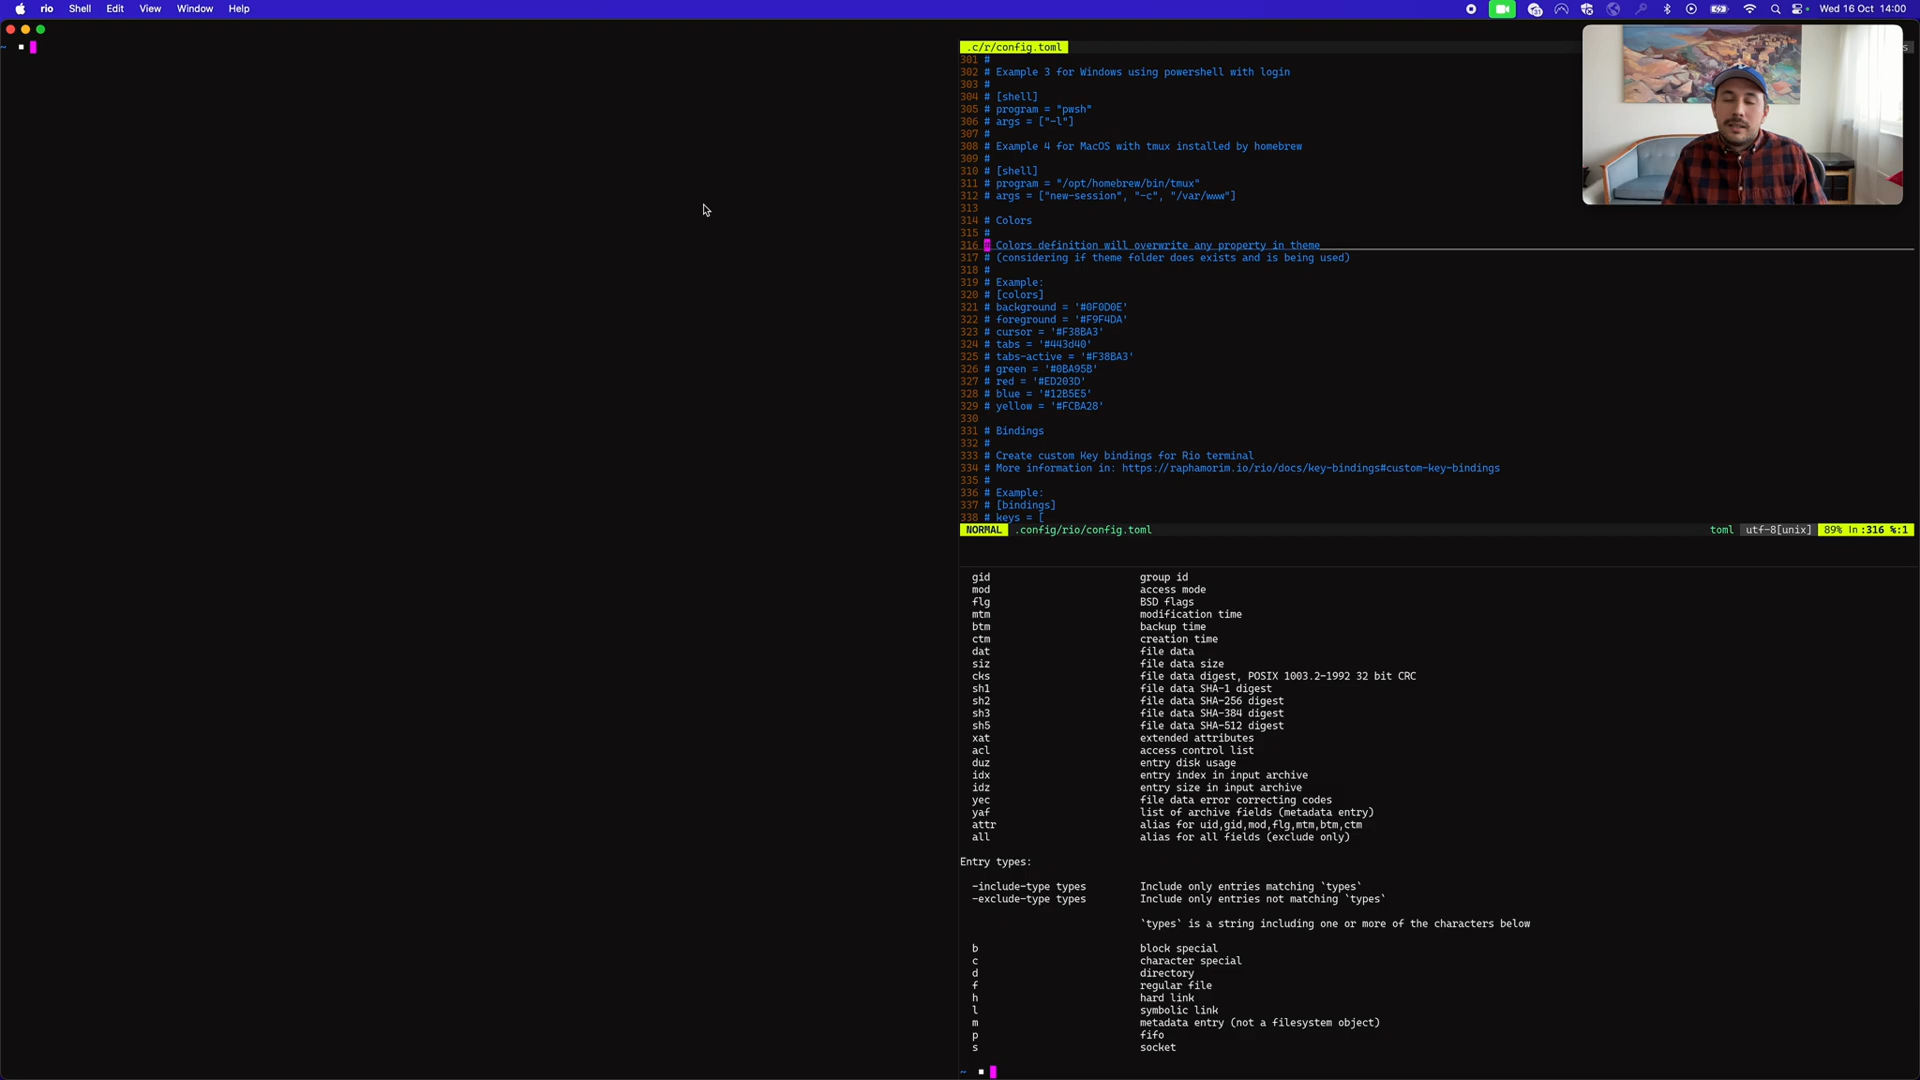 rio Shell Edit View Window Help
Wed 16 Oct 14:00
~
.c/r/config.toml
301 #
302 # Example 3 for Windows using powershell with login
303 #
304 # [shell]
305 # program = "pwsh"
306 # args = ["-l"]
307 #
308 # Example 4 for MacOS with tmux installed by homebrew
309 #
310 # [shell]
311 # program = "/opt/homebrew/bin/tmux"
312 # args = ["new-session", "-c", "/var/www"]
313
314 # Colors
315 #
316 # Colors definition will overwrite any property in theme
317 # (considering if theme folder does exists and is being used)
318 #
319 # Example:
320 # [colors]
321 # background = '#0F0D0E'
322 # foreground = '#F9F4DA'
323 # cursor = '#F38BA3'
324 # tabs = '#443d40'
325 # tabs-active = '#F38BA3'
326 # green = '#0BA95B'
327 # red = '#ED203D'
328 # blue = '#12B5E5'
329 # yellow = '#FCBA28'
330
331 # Bindings
332 #
333 # Create custom Key bindings for Rio terminal
334 # More information in: https://raphamorim.io/rio/docs/key-bindings#custom-key-bindings
335 #
336 # Example:
337 # [bindings]
338 # keys = [
NORMAL .config/rio/config.toml toml utf-8[unix] 89% ln:316 %:1
gid group id
mod access mode
flg BSD flags
mtm modification time
btm backup time
ctm creation time
dat file data
siz file data size
cks file data digest, POSIX 1003.2-1992 32 bit CRC
sh1 file data SHA-1 digest
sh2 file data SHA-256 digest
sh3 file data SHA-384 digest
sh5 file data SHA-512 digest
xat extended attributes
acl access control list
duz entry disk usage
idx entry index in input archive
idz entry size in input archive
yec file data error correcting codes
yaf list of archive fields (metadata entry)
attr alias for uid,gid,mod,flg,mtm,btm,ctm
all alias for all fields (exclude only)
Entry types:
-include-type types Include only entries matching `types`
-exclude-type types Include only entries not matching `types`
`types` is a string including one or more of the characters below
b block special
c character special
d directory
f regular file
h hard link
l symbolic link
m metadata entry (not a filesystem object)
p fifo
s socket
~